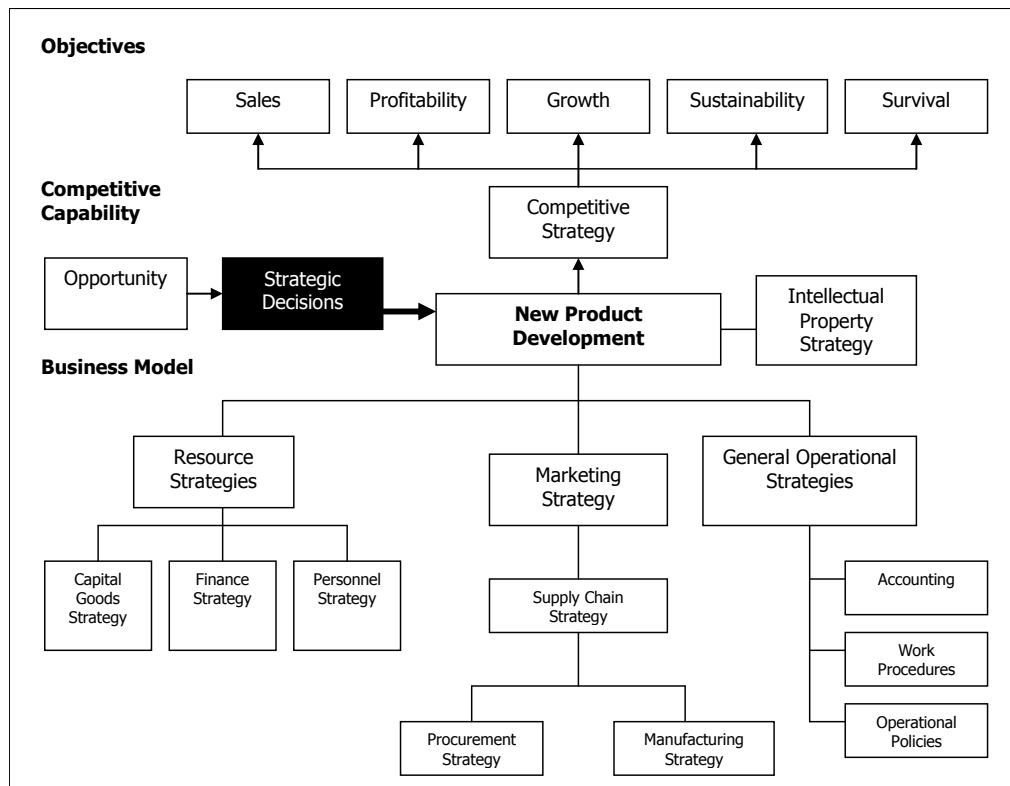 Objectives
Sales
Profitability
Growth
Sustainability
Survival
Competitive
Capability
Competitive
Strategy
Opportunity
Strategic
Decisions
New Product
Development
Intellectual
Property
Strategy
Business Model
Resource
Strategies
Marketing
Strategy
General Operational
Strategies
Capital
Goods
Strategy
Finance
Strategy
Personnel
Strategy
Supply Chain
Strategy
Accounting
Work
Procedures
Procurement
Strategy
Manufacturing
Strategy
Operational
Policies